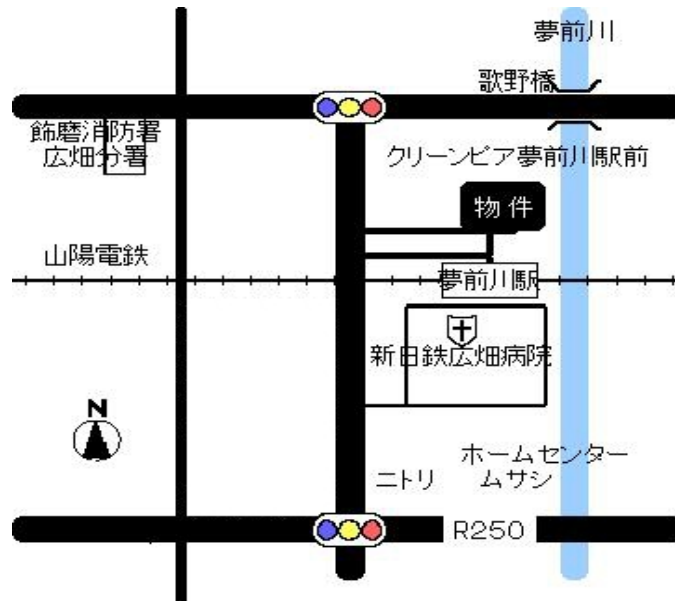 夢前川
歌野橋
飾磨消防署
広畑分署
クリーンピア夢前川駅前
物件
山陽電鉄
夢前川駅
新日鉄広畑病院
N
ホームセンター
ムサシ
ニトリ
R250